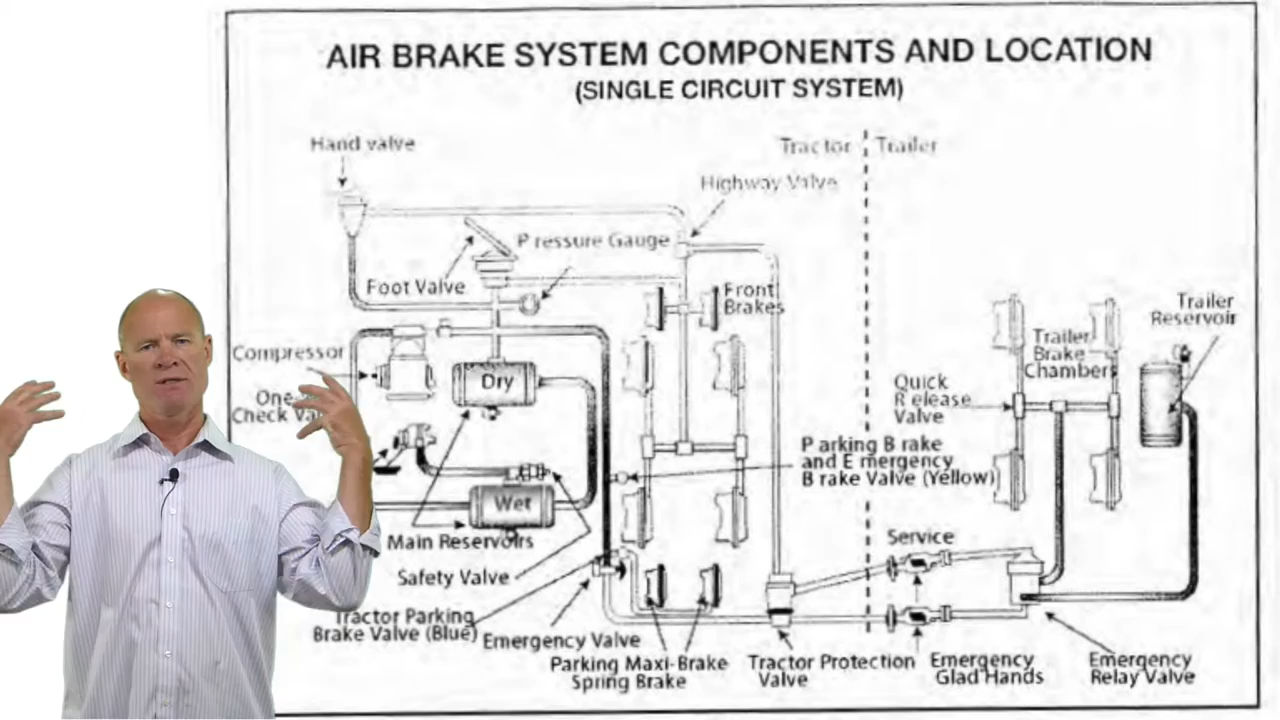 AIR BRAKE SYSTEM COMPONENTS AND LOCATION
(SINGLE CIRCUIT SYSTEM)
Hand valve
Tractor
Trailer
Highway Valve
Pressure Gauge
Foot Valve
Front
Brakes
Trailer
Reservoir
Trailer
Brake
Chambers
Compressor
Dry
Quick
Release
Valve
One
Check
Parking Brake
and Emergency
Brake Valve (Yellow)
Wet
Main Reservoirs
Service
Safety Valve
Tractor Parking
Brake Valve (Blue)
Emergency Valve
Parking Maxi-Brake
Spring Brake
Tractor Protection
Valve
Emergency
Glad Hands
Emergency
Relay Valve